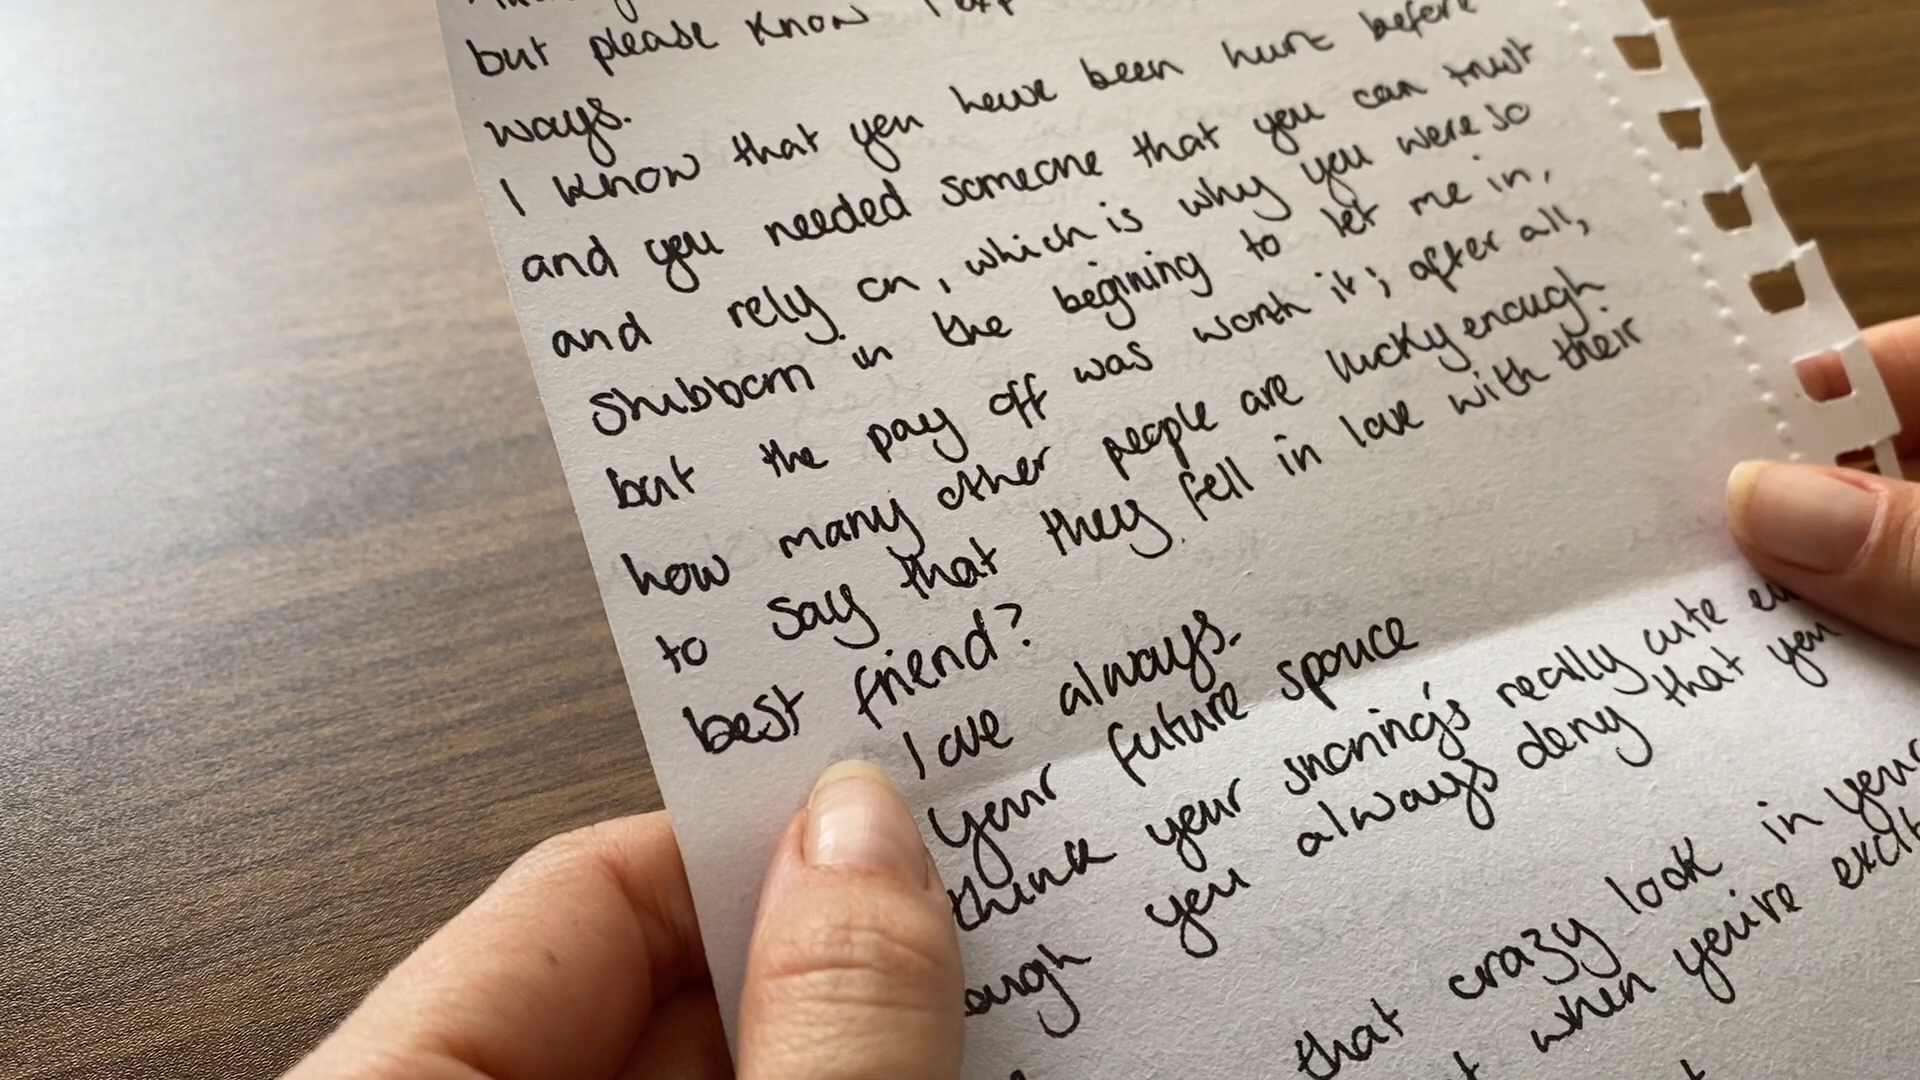 but please know I
ways.
I know that you have been hurt before
and you needed someone that you can trust
and rely on, which is why you were so
stubborn in the begining to let me in,
but the pay off was worth it; after all,
how many other people are lucky enough
to say that they fell in love with their
best friend?
Love always.
your future spouce
think your snoring's really cute
you always deny that you
that crazy look in your
when you're